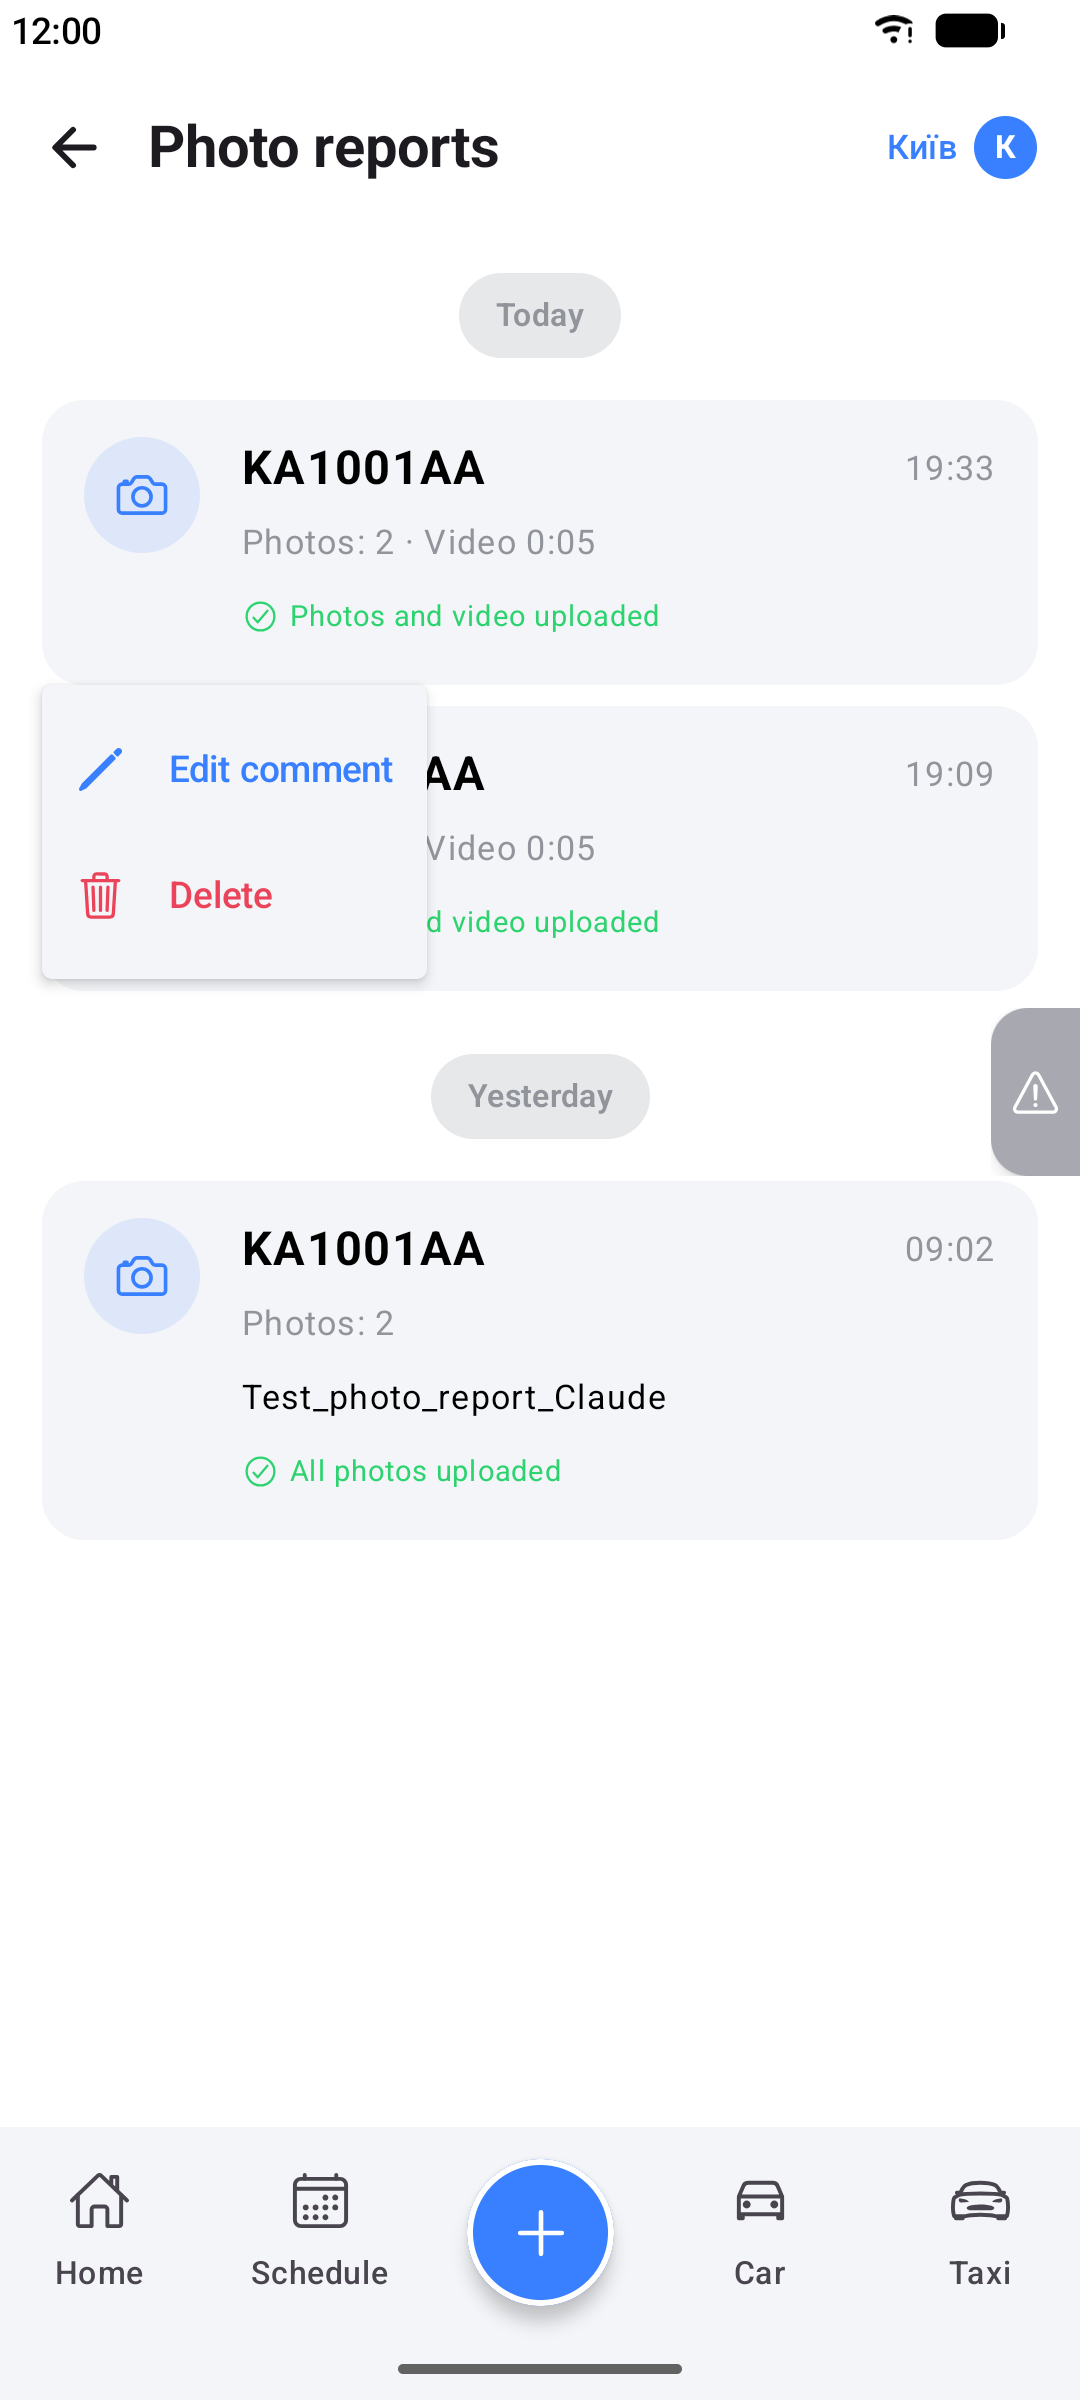 12:00
Photo reports
Київ
K
Today
KA1001AA
19:33
Photos: 2 · Video 0:05
Photos and video uploaded
Edit comment
AA
19:09
Video 0:05
Delete
d video uploaded
Yesterday
KA1001AA
09:02
Photos: 2
Test_photo_report_Claude
All photos uploaded
Home
Schedule
Car
Taxi